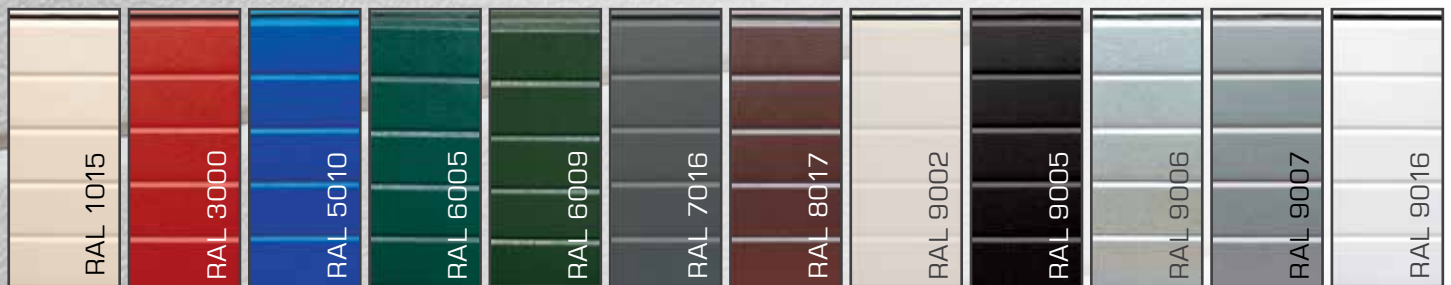 RAL 1015
RAL 3000
RAL 5010
RAL 6005
RAL 6009
RAL 7016
RAL 8017
RAL 9002
RAL 9005
RAL 9006
RAL 9007
RAL 9016